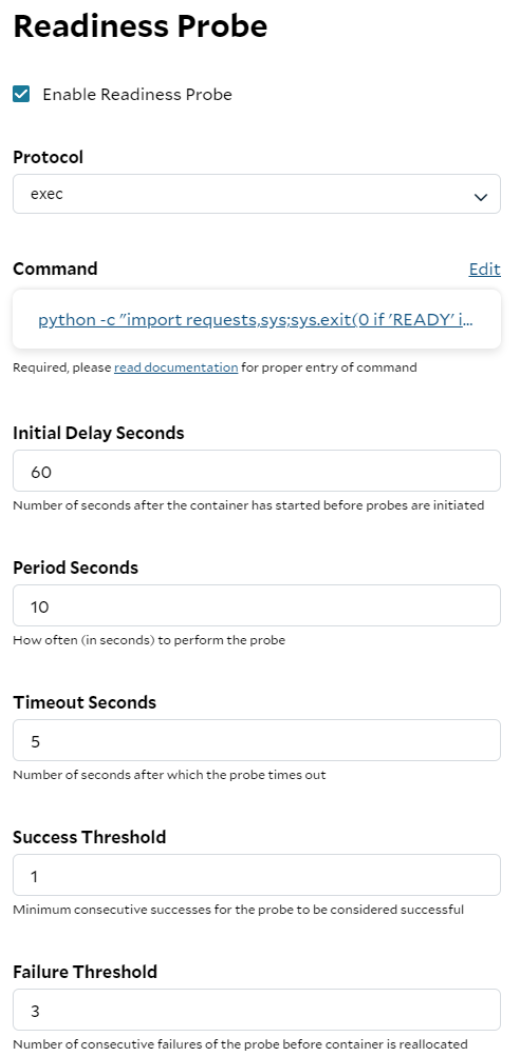 Readiness Probe
Enable Readiness Probe
Protocol
exec
Command Edit
python -c "import requests,sys;sys.exit(0 if 'READY' i...
Required, please read documentation for proper entry of command
Initial Delay Seconds
60
Number of seconds after the container has started before probes are initiated
Period Seconds
10
How often (in seconds) to perform the probe
Timeout Seconds
5
Number of seconds after which the probe times out
Success Threshold
1
Minimum consecutive successes for the probe to be considered successful
Failure Threshold
3
Number of consecutive failures of the probe before container is reallocated